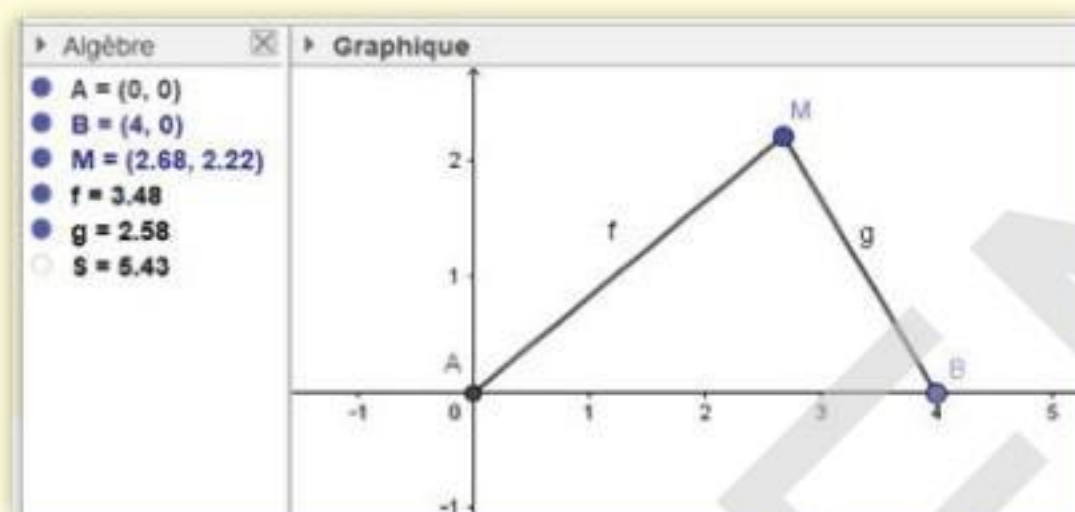 Algèbre
Graphique
A = (0, 0)
B = (4, 0)
M = (2.68, 2.22)
f = 3.48
g = 2.58
S = 5.43
M
2
f
g
1
A
B
-1
0
1
2
3
4
5
-1